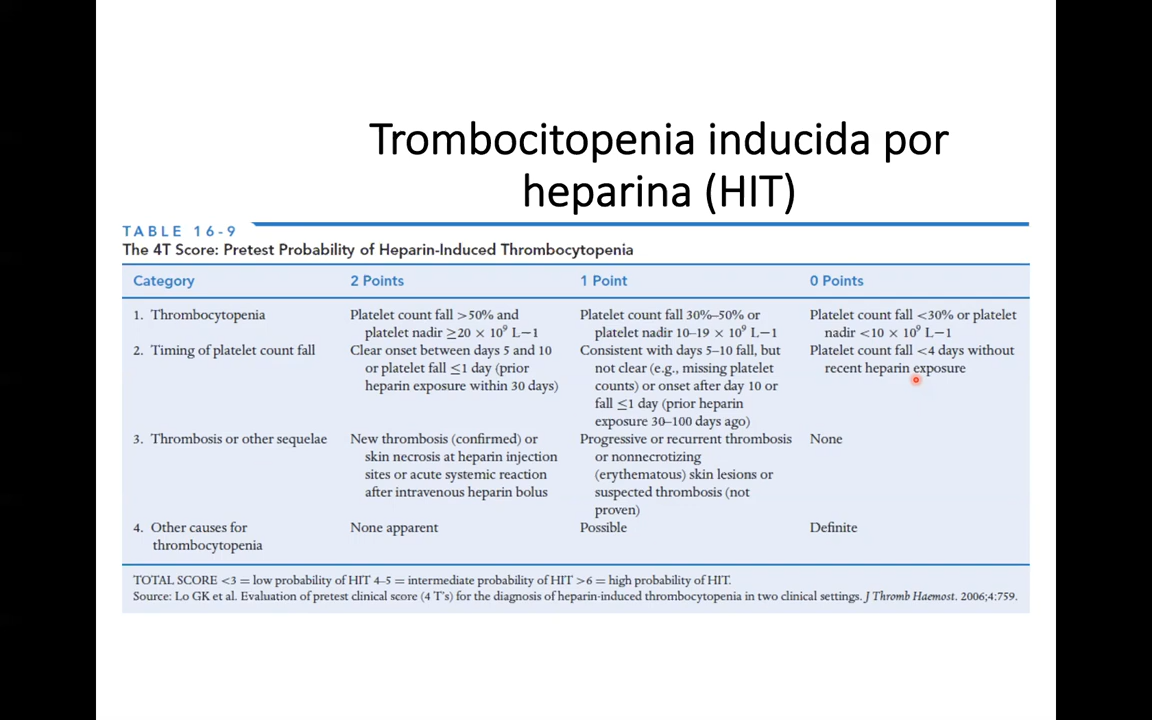 Trombocitopenia inducida por
heparina (HIT)
TABLE 16-9
The 4T Score: Pretest Probability of Heparin-Induced Thrombocytopenia
Category 2 Points 1 Point 0 Points
1. Thrombocytopenia
Platelet count fall >50% and
platelet nadir ≥20 × 10⁹ L−1
Platelet count fall 30%–50% or
platelet nadir 10–19 × 10⁹ L−1
Platelet count fall <30% or platelet
nadir <10 × 10⁹ L−1
2. Timing of platelet count fall
Clear onset between days 5 and 10
or platelet fall ≤1 day (prior
heparin exposure within 30 days)
Consistent with days 5–10 fall, but
not clear (e.g., missing platelet
counts) or onset after day 10 or
fall ≤1 day (prior heparin
exposure 30–100 days ago)
Platelet count fall <4 days without
recent heparin exposure
3. Thrombosis or other sequelae
New thrombosis (confirmed) or
skin necrosis at heparin injection
sites or acute systemic reaction
after intravenous heparin bolus
Progressive or recurrent thrombosis
or nonnecrotizing
(erythematous) skin lesions or
suspected thrombosis (not
proven)
None
4. Other causes for
thrombocytopenia
None apparent
Possible
Definite
TOTAL SCORE <3 = low probability of HIT 4–5 = intermediate probability of HIT >6 = high probability of HIT.
Source: Lo GK et al. Evaluation of pretest clinical score (4 T's) for the diagnosis of heparin-induced thrombocytopenia in two clinical settings. J Thromb Haemost. 2006;4:759.